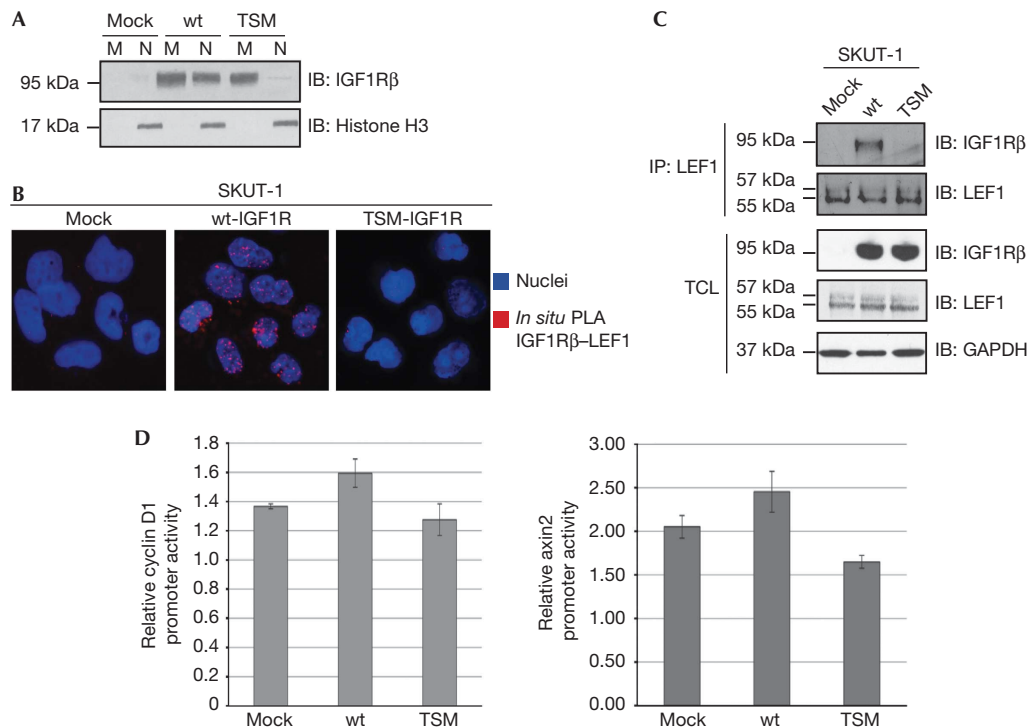 A
Mock wt TSM
M N M N M N
95 kDa IB: IGF1Rβ
17 kDa IB: Histone H3
B
SKUT-1
Mock wt-IGF1R TSM-IGF1R
Nuclei
In situ PLA
IGF1Rβ–LEF1
C
SKUT-1
Mock wt TSM
IP: LEF1
95 kDa IB: IGF1Rβ
57 kDa
55 kDa IB: LEF1
TCL
95 kDa IB: IGF1Rβ
57 kDa
55 kDa IB: LEF1
37 kDa IB: GAPDH
D
Relative cyclin D1
promoter activity
1.8
1.6
1.4
1.2
1
0.8
0.6
0.4
0.2
0
Mock wt TSM
Relative axin2
promoter activity
3.00
2.50
2.00
1.50
1.00
0.50
0.00
Mock wt TSM